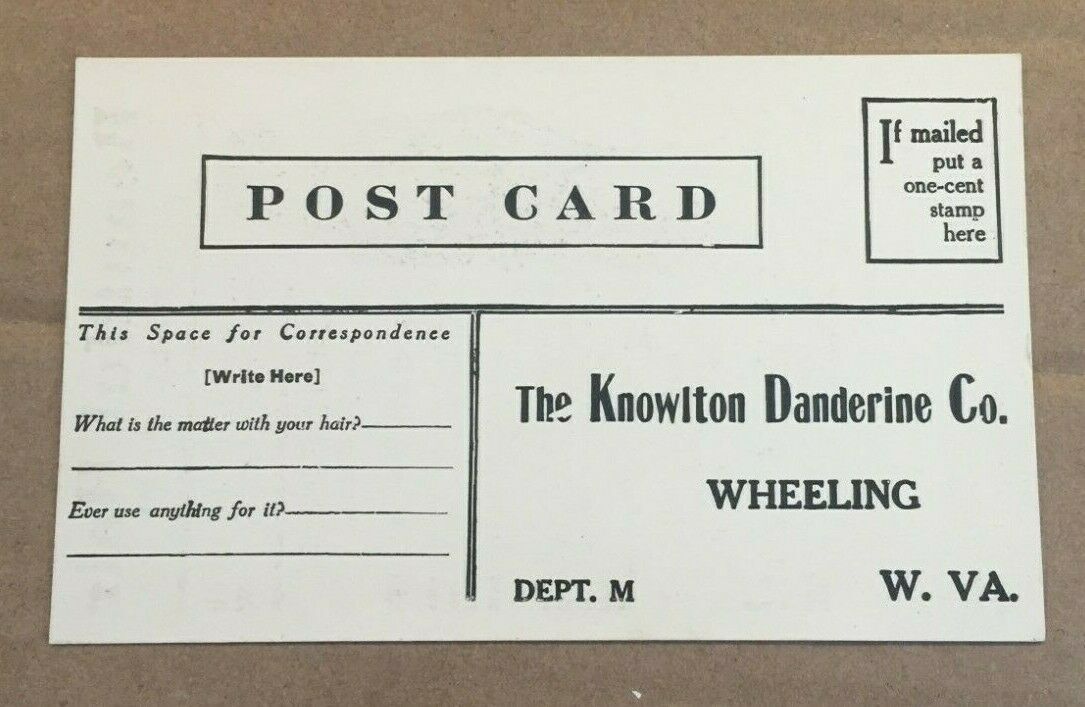 POST CARD
If mailed
put a
one-cent
stamp
here
This Space for Correspondence
[Write Here]
What is the matter with your hair?
Ever use anything for it?
The Knowlton Danderine Co.
WHEELING
DEPT. M
W. VA.